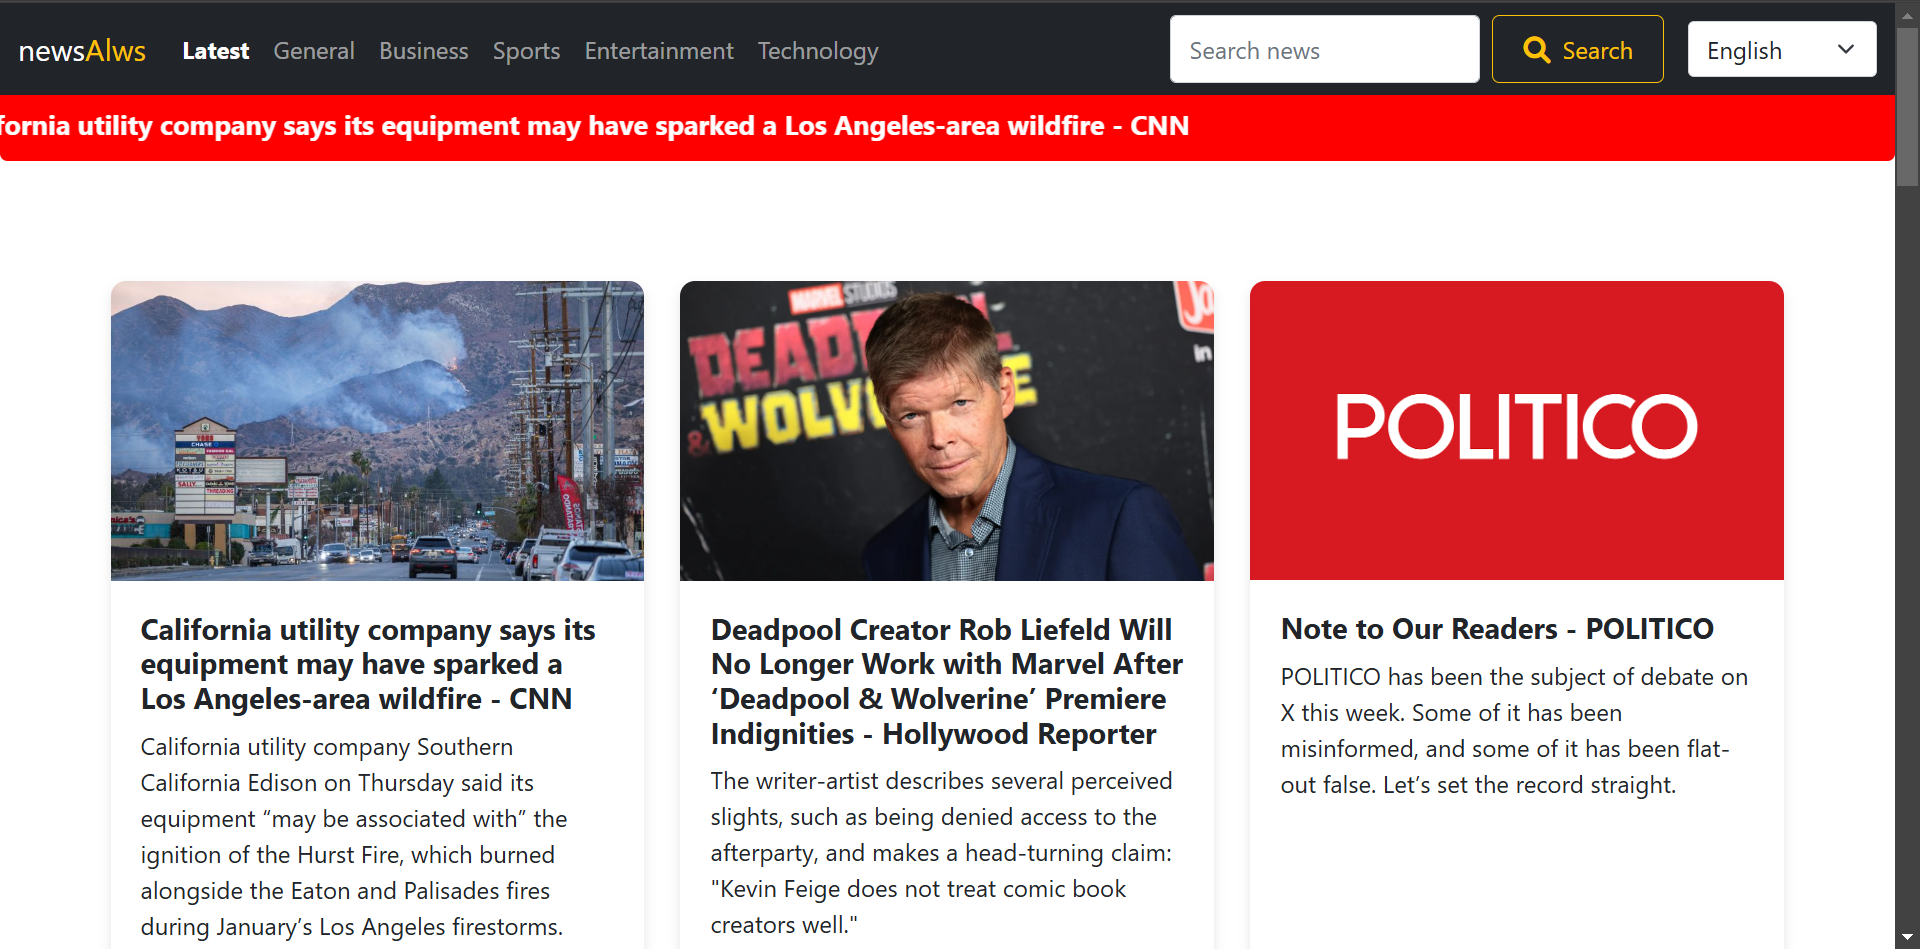 newsAlws Latest General Business Sports Entertainment Technology Search news Search English
fornia utility company says its equipment may have sparked a Los Angeles-area wildfire - CNN
CHASE
THREADING
MARVEL STUDIOS
DEADPOOL
& WOLV
E
in
POLITICO
California utility company says its
equipment may have sparked a
Los Angeles-area wildfire - CNN
California utility company Southern
California Edison on Thursday said its
equipment “may be associated with” the
ignition of the Hurst Fire, which burned
alongside the Eaton and Palisades fires
during January’s Los Angeles firestorms.
Deadpool Creator Rob Liefeld Will
No Longer Work with Marvel After
‘Deadpool & Wolverine’ Premiere
Indignities - Hollywood Reporter
The writer-artist describes several perceived
slights, such as being denied access to the
afterparty, and makes a head-turning claim:
"Kevin Feige does not treat comic book
creators well."
Note to Our Readers - POLITICO
POLITICO has been the subject of debate on
X this week. Some of it has been
misinformed, and some of it has been flat-
out false. Let’s set the record straight.